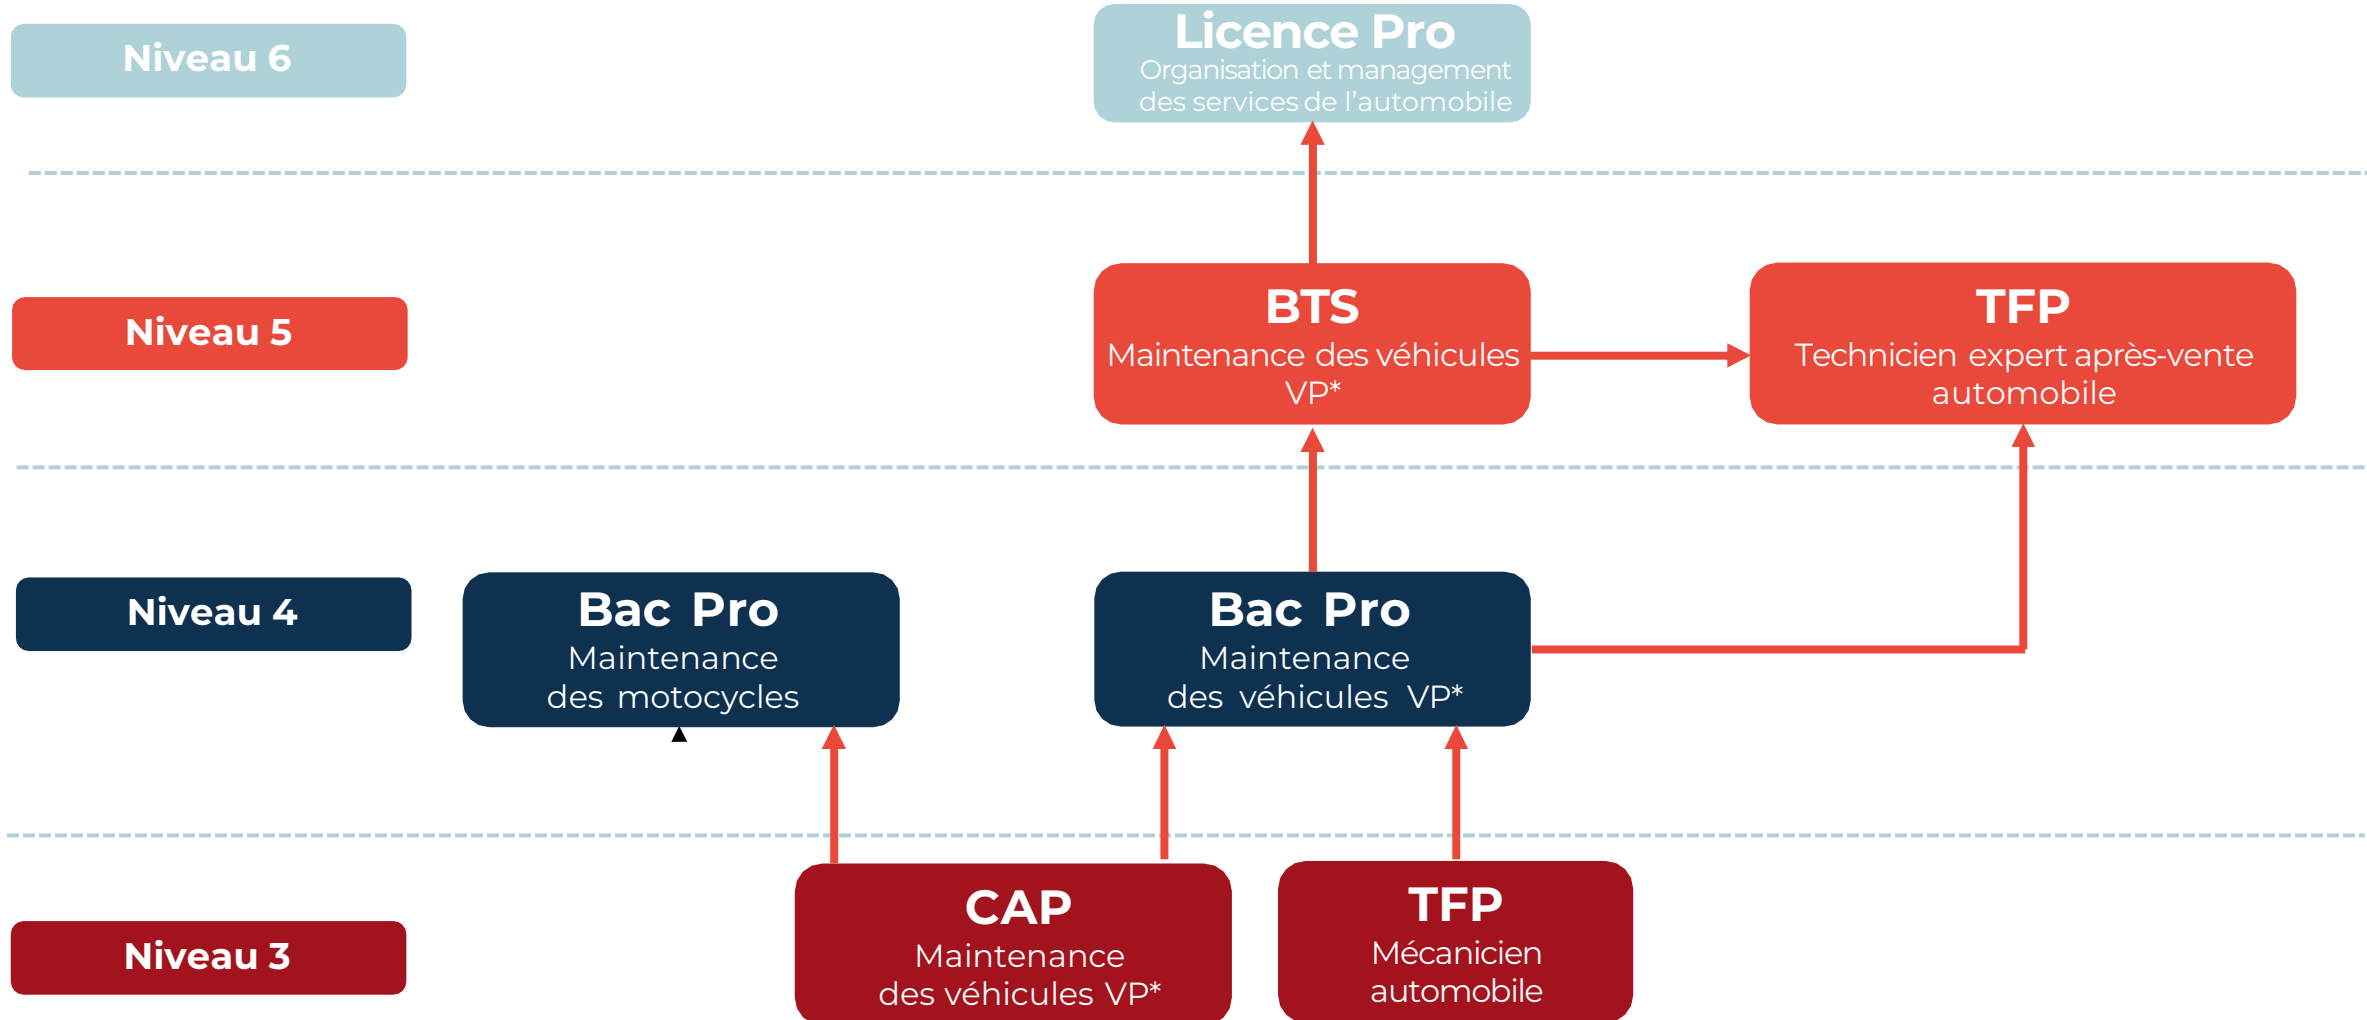 Niveau 6
Licence Pro
Organisation et management
des services de l’automobile
Niveau 5
BTS
Maintenance des véhicules
VP*
TFP
Technicien expert après-vente
automobile
Niveau 4
Bac Pro
Maintenance
des motocycles
Bac Pro
Maintenance
des véhicules VP*
Niveau 3
CAP
Maintenance
des véhicules VP*
TFP
Mécanicien
automobile